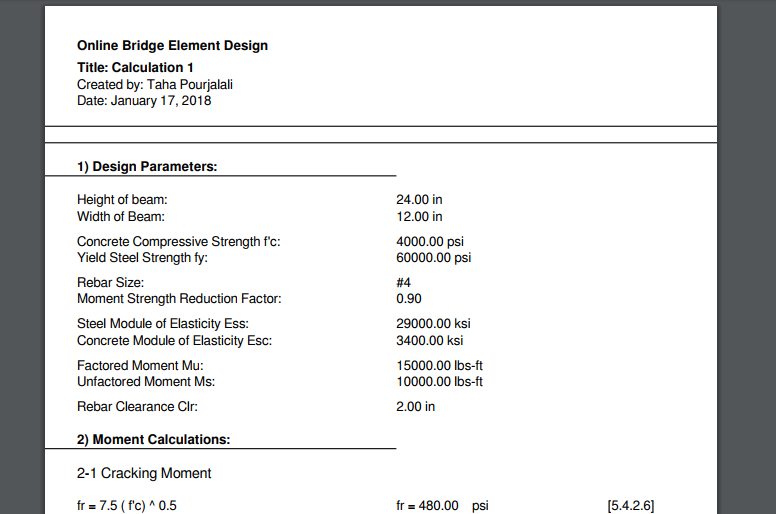 Online Bridge Element Design
Title: Calculation 1
Created by: Taha Pourjalali
Date: January 17, 2018
1) Design Parameters:
Height of beam: 24.00 in
Width of Beam: 12.00 in
Concrete Compressive Strength f'c: 4000.00 psi
Yield Steel Strength fy: 60000.00 psi
Rebar Size: #4
Moment Strength Reduction Factor: 0.90
Steel Module of Elasticity Ess: 29000.00 ksi
Concrete Module of Elasticity Esc: 3400.00 ksi
Factored Moment Mu: 15000.00 lbs-ft
Unfactored Moment Ms: 10000.00 lbs-ft
Rebar Clearance Clr: 2.00 in
2) Moment Calculations:
2-1 Cracking Moment
fr = 7.5 ( f'c) ^ 0.5 fr = 480.00 psi [5.4.2.6]